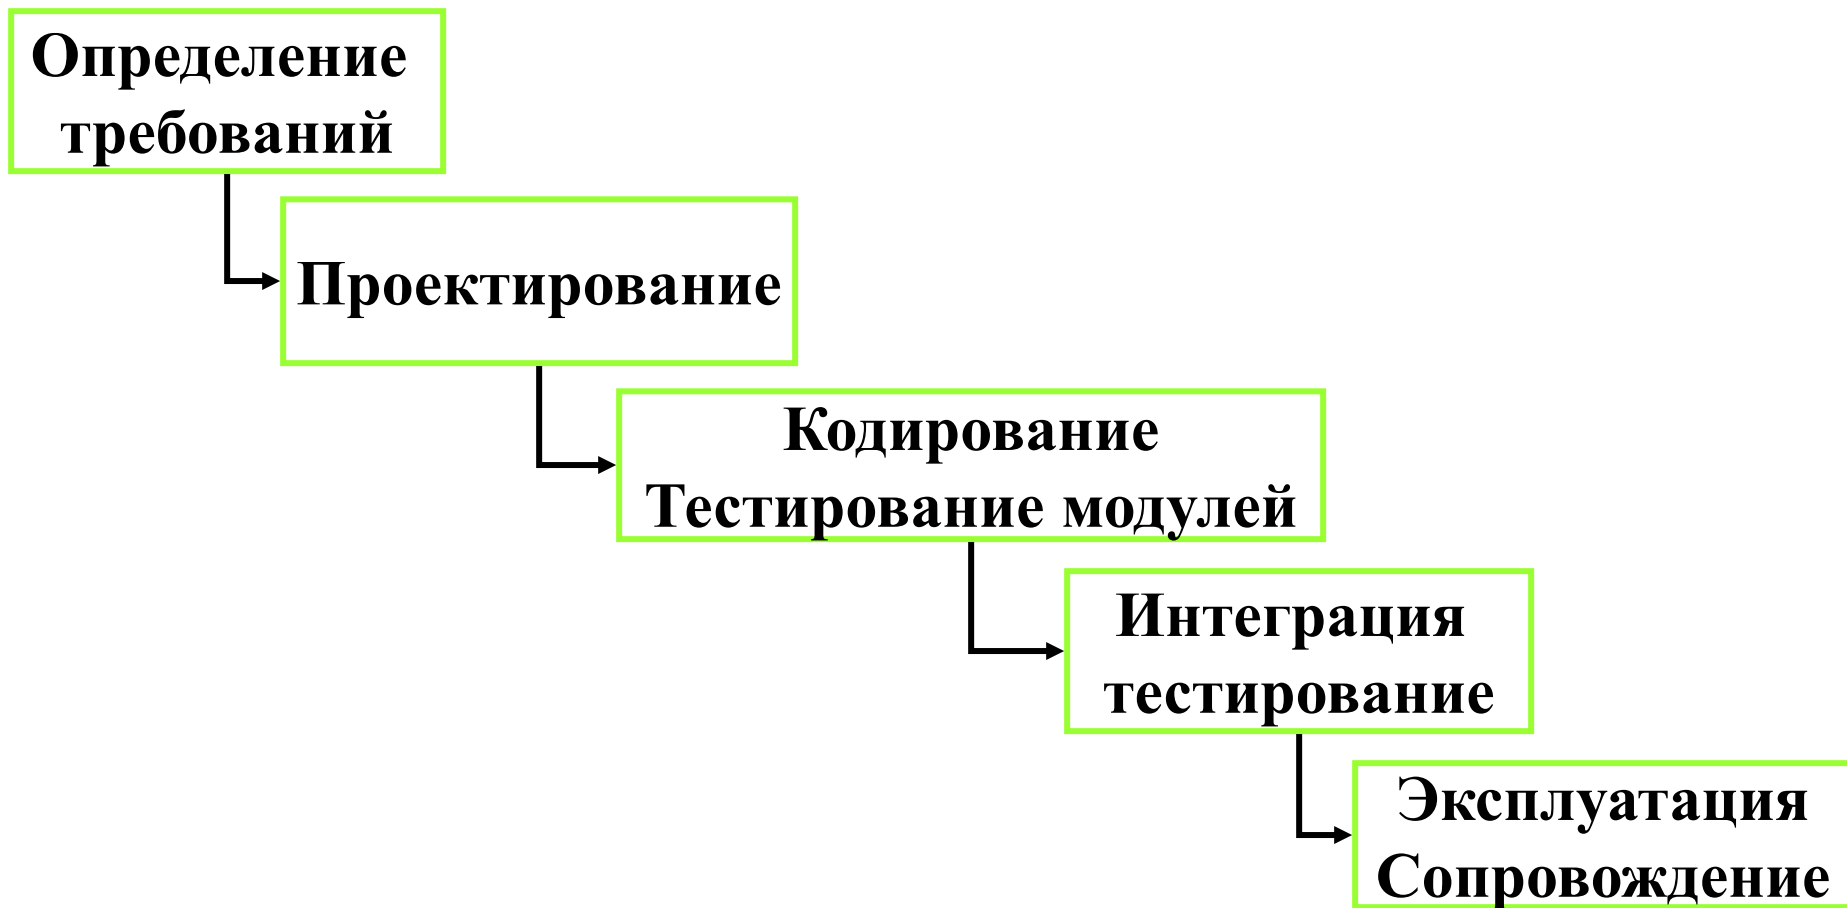 Определение
требований
Проектирование
Кодирование
Тестирование модулей
Интеграция
тестирование
Эксплуатация
Сопровождение